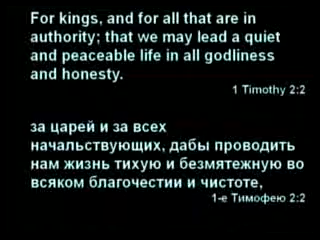 For kings, and for all that are in
authority; that we may lead a quiet
and peaceable life in all godliness
and honesty.
1 Timothy 2:2
за царей и за всех
начальствующих, дабы проводить
нам жизнь тихую и безмятежную во
всяком благочестии и чистоте,
1-е Тимофею 2:2